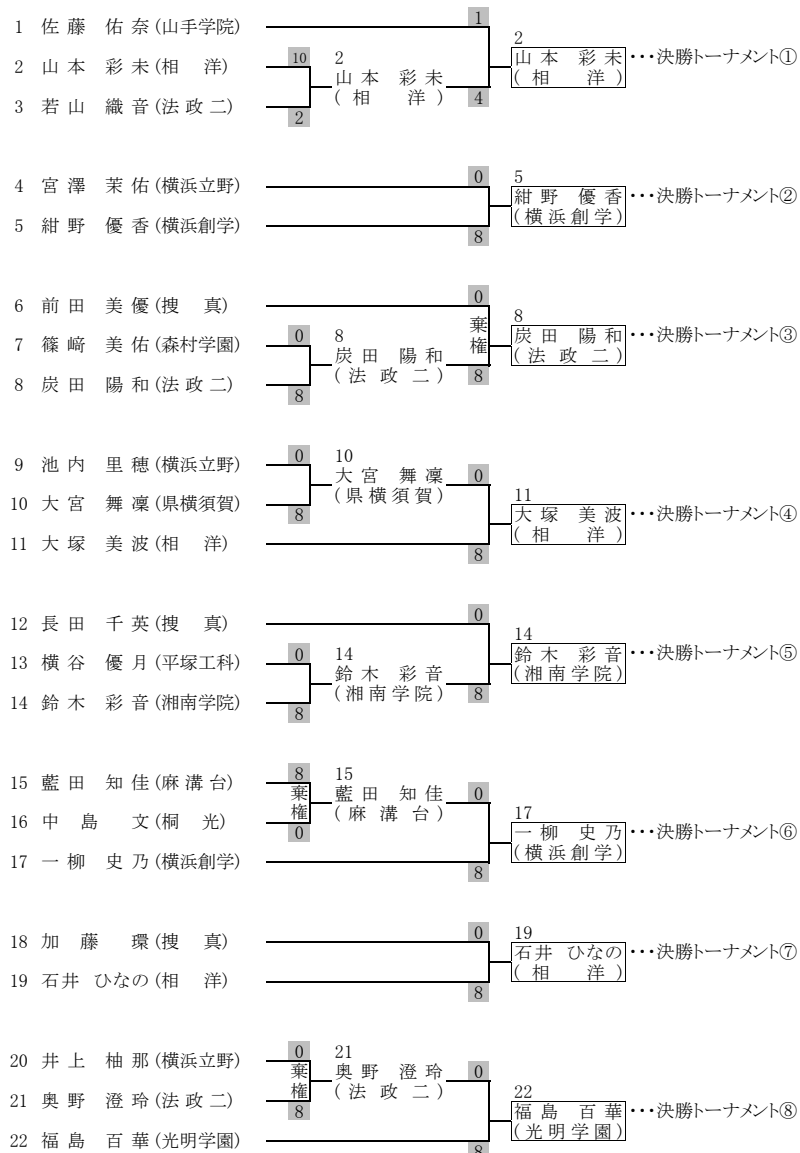 1 佐藤 佑奈(山手学院) 1
2 山本 彩未(相 洋) 10 2 山本 彩未 (相 洋) 4 2 山本 彩未 (相 洋) ・・・決勝トーナメント①
3 若山 織音(法政二) 2
4 宮澤 茉佑(横浜立野) 0
5 紺野 優香(横浜創学) 8 5 紺野 優香 (横浜創学) ・・・決勝トーナメント②
6 前田 美優(捜 真) 0
7 篠﨑 美佑(森村学園) 0 8 炭田 陽和 (法政二) 棄権 8 8 炭田 陽和 (法政二) ・・・決勝トーナメント③
8 炭田 陽和(法政二) 8
9 池内 里穂(横浜立野) 0 10 大宮 舞凜 (県横須賀) 0
10 大宮 舞凜(県横須賀) 8 11 大塚 美波 (相 洋) ・・・決勝トーナメント④
11 大塚 美波(相 洋) 8
12 長田 千英(捜 真) 0
13 横谷 優月(平塚工科) 0 14 鈴木 彩音 (湘南学院) 8 14 鈴木 彩音 (湘南学院) ・・・決勝トーナメント⑤
14 鈴木 彩音(湘南学院) 8
15 藍田 知佳(麻溝台) 8 棄権 15 藍田 知佳 (麻溝台) 0
16 中島 文(桐 光) 0 17 一柳 史乃 (横浜創学) ・・・決勝トーナメント⑥
17 一柳 史乃(横浜創学) 8
18 加藤 環(捜 真) 0
19 石井 ひなの(相 洋) 8 19 石井 ひなの (相 洋) ・・・決勝トーナメント⑦
20 井上 柚那(横浜立野) 0 棄権 21 奥野 澄玲 (法政二) 0
21 奥野 澄玲(法政二) 8 22 福島 百華 (光明学園) ・・・決勝トーナメント⑧
22 福島 百華(光明学園) 8